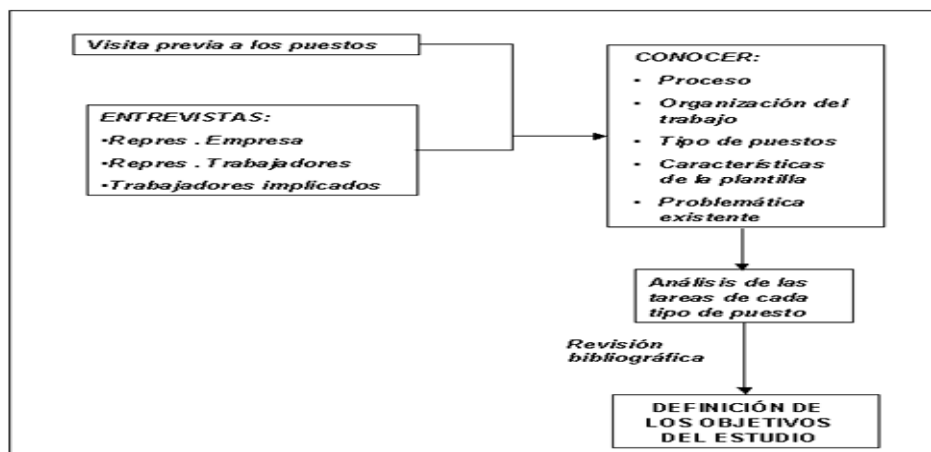 Visita previa a los puestos
ENTREVISTAS:
•Repres . Empresa
•Repres . Trabajadores
•Trabajadores implicados
CONOCER:
• Proceso
• Organización del
trabajo
• Tipo de puestos
• Características
de la plantilla
• Problemática
existente
Análisis de las
tareas de cada
tipo de puesto
Revisión
bibliográfica
DEFINICIÓN DE
LOS OBJETIVOS
DEL ESTUDIO